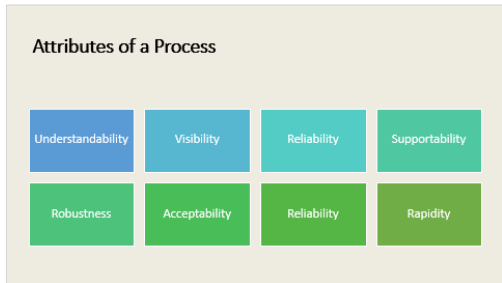 Attributes of a Process
Understandability
Visibility
Reliability
Supportability
Robustness
Acceptability
Reliability
Rapidity